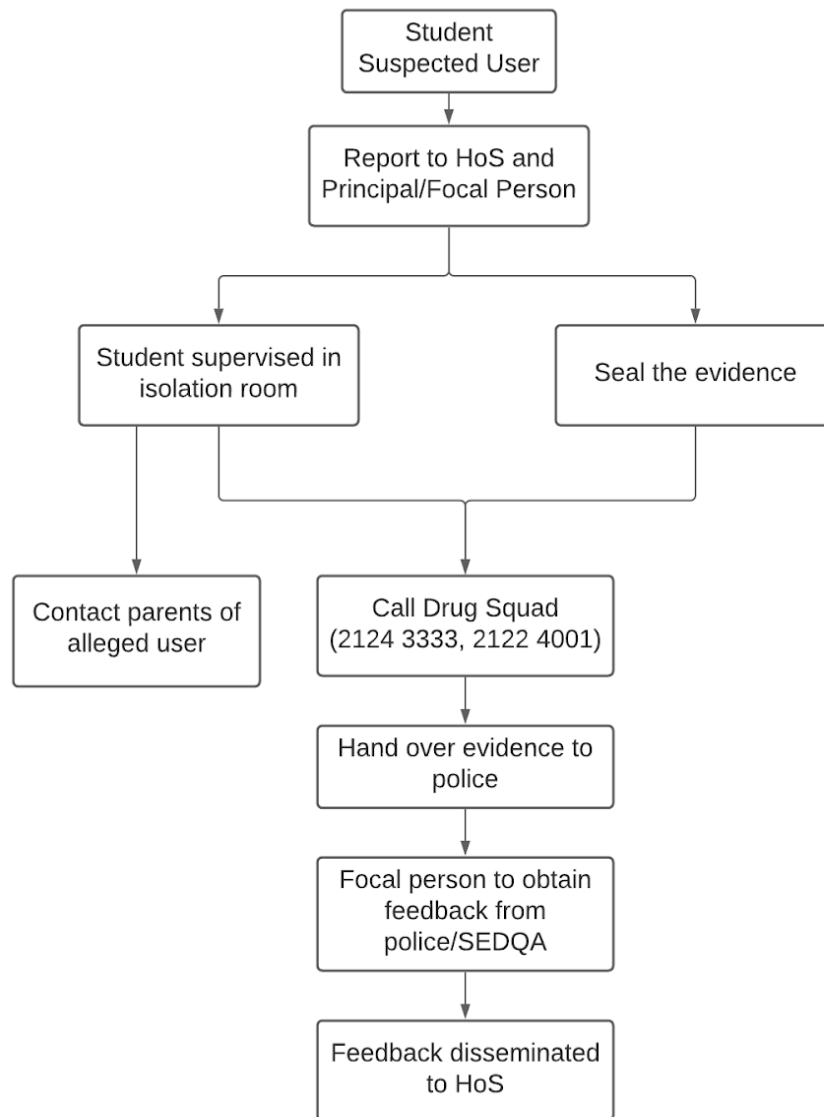 Student
Suspected User
Report to HoS and
Principal/Focal Person
Student supervised in
isolation room
Seal the evidence
Contact parents of
alleged user
Call Drug Squad
(2124 3333, 2122 4001)
Hand over evidence to
police
Focal person to obtain
feedback from
police/SEDQA
Feedback disseminated
to HoS